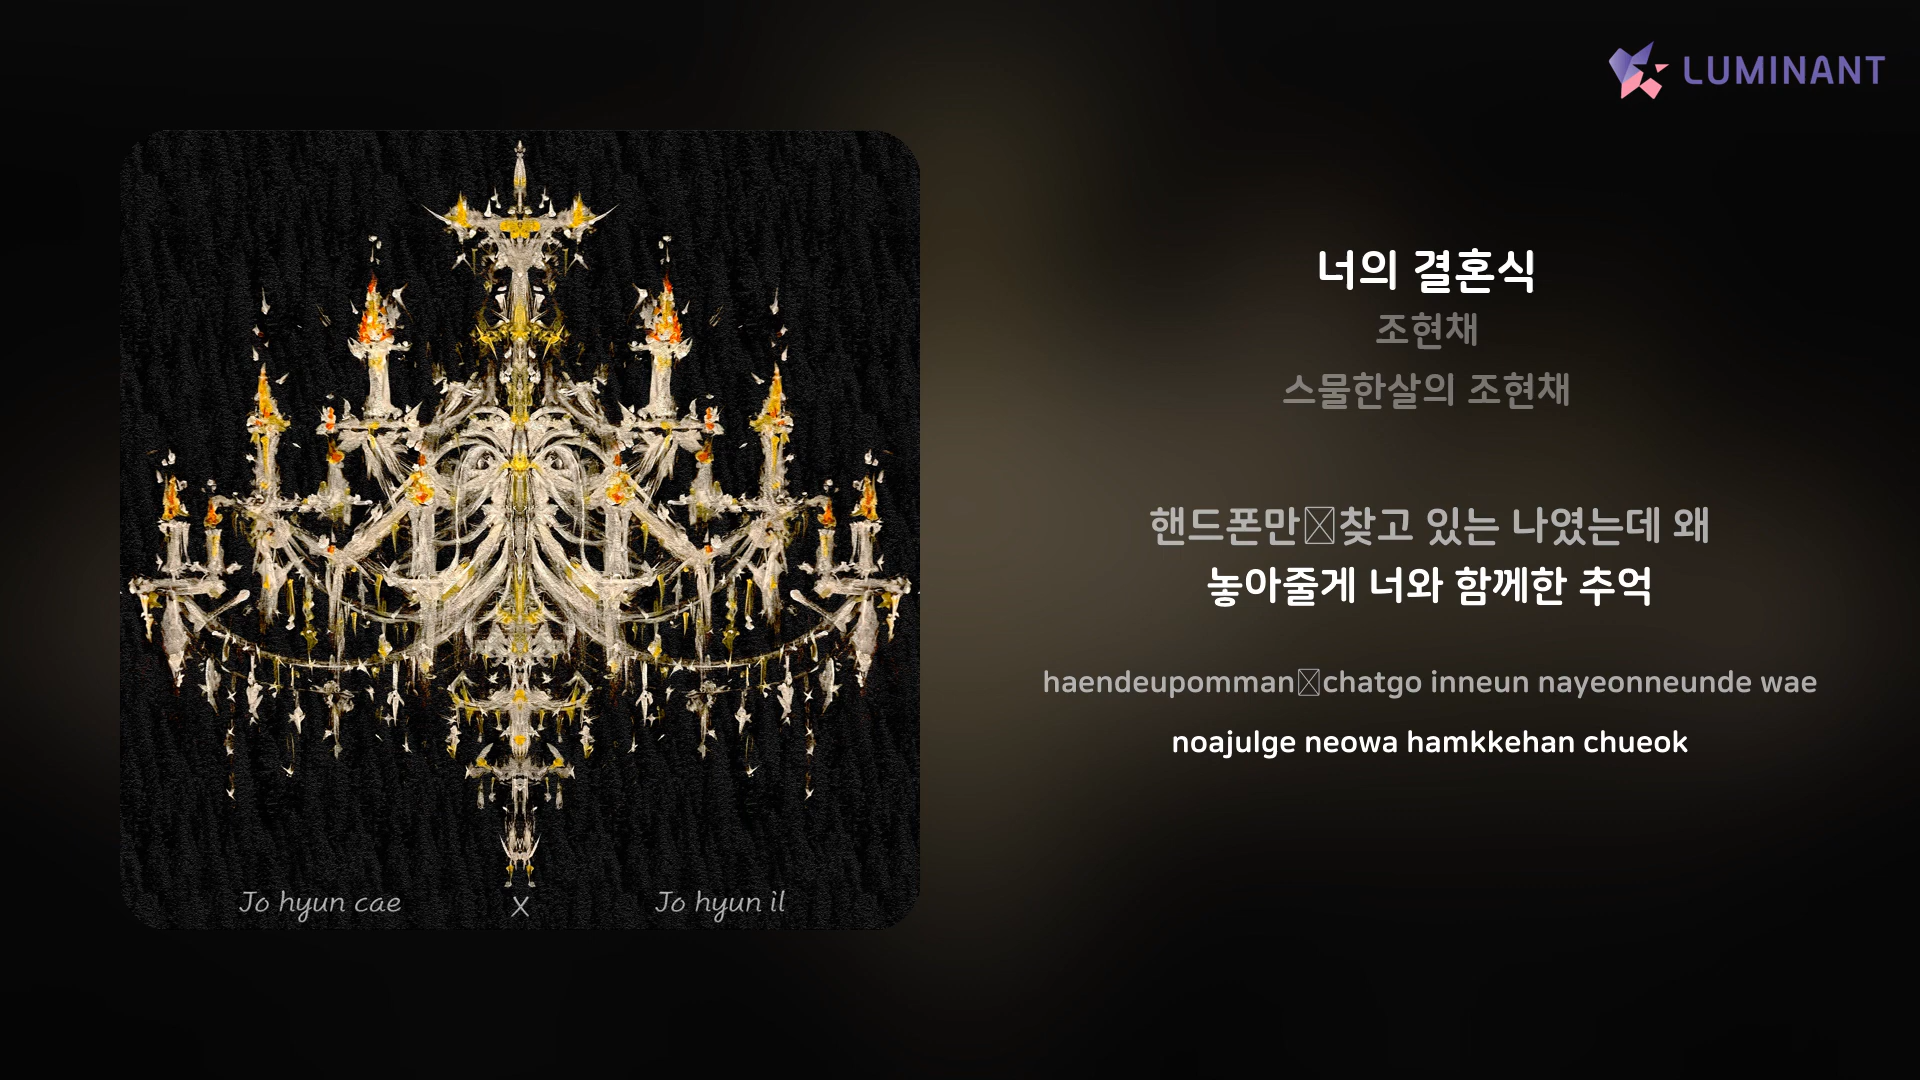 LUMINANT
너의 결혼식
조현채
스물한살의 조현채
핸드폰만 찾고 있는 나였는데 왜
놓아줄게 너와 함께한 추억
haendeupomman chatgo inneun nayeonneunde wae
noajulge neowa hamkkehan chueok
Jo hyun cae X Jo hyun il